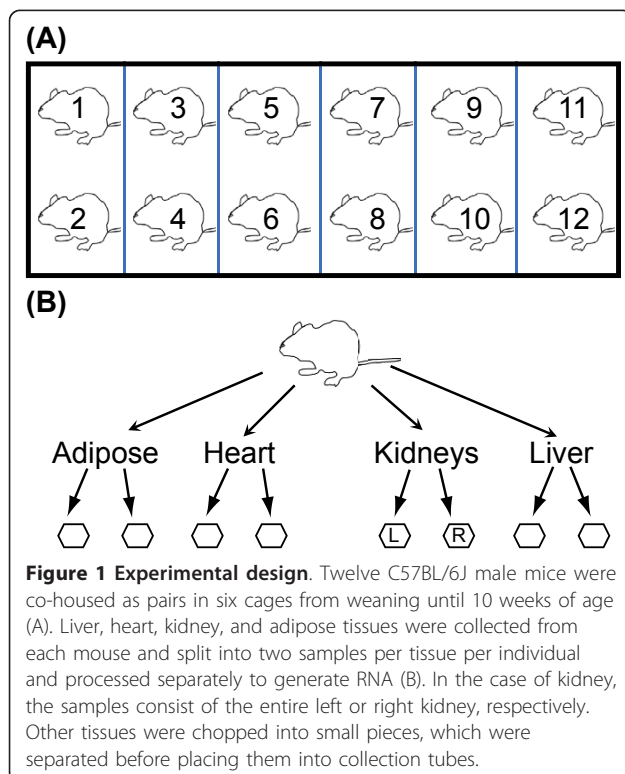 (A)
1 3 5 7 9 11
2 4 6 8 10 12
(B)
Adipose Heart Kidneys Liver
L R
Figure 1 Experimental design. Twelve C57BL/6J male mice were
co-housed as pairs in six cages from weaning until 10 weeks of age
(A). Liver, heart, kidney, and adipose tissues were collected from
each mouse and split into two samples per tissue per individual
and processed separately to generate RNA (B). In the case of kidney,
the samples consist of the entire left or right kidney, respectively.
Other tissues were chopped into small pieces, which were
separated before placing them into collection tubes.